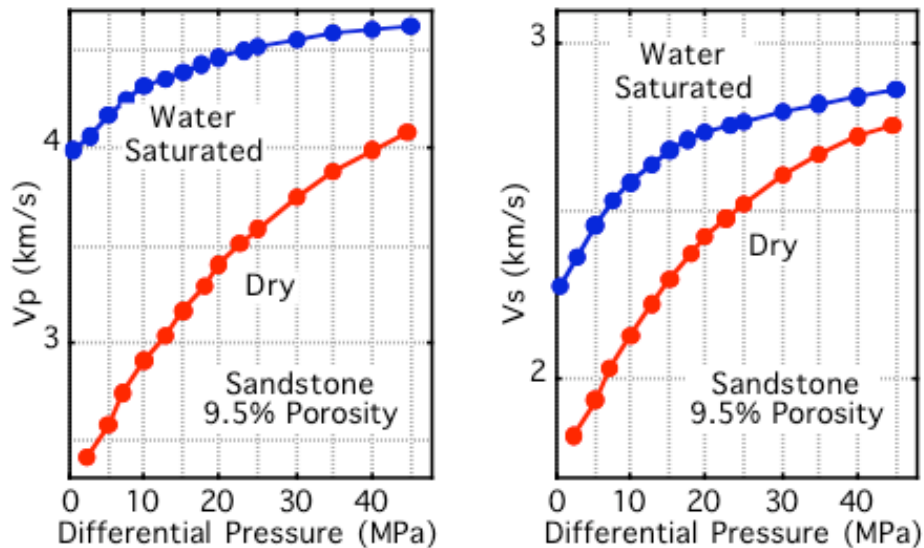 Vp (km/s)
4
3
Water
Saturated
Dry
Sandstone
9.5% Porosity
0 10 20 30 40
Differential Pressure (MPa)
Vs (km/s)
3
2
Water
Saturated
Dry
Sandstone
9.5% Porosity
0 10 20 30 40
Differential Pressure (MPa)